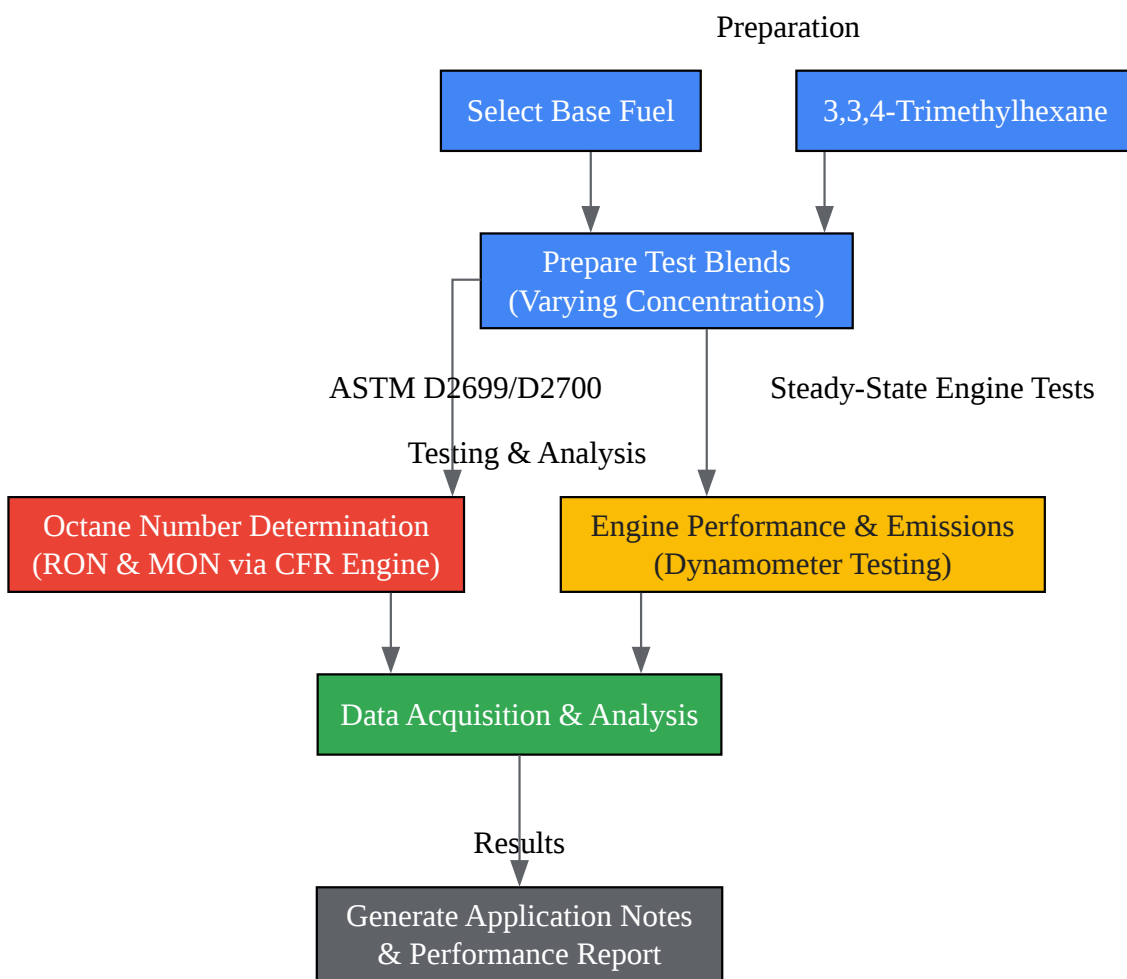 Preparation
Select Base Fuel
3,3,4-Trimethylhexane
Prepare Test Blends
(Varying Concentrations)
ASTM D2699/D2700
Steady-State Engine Tests
Testing & Analysis
Octane Number Determination
(RON & MON via CFR Engine)
Engine Performance & Emissions
(Dynamometer Testing)
Data Acquisition & Analysis
Results
Generate Application Notes
& Performance Report